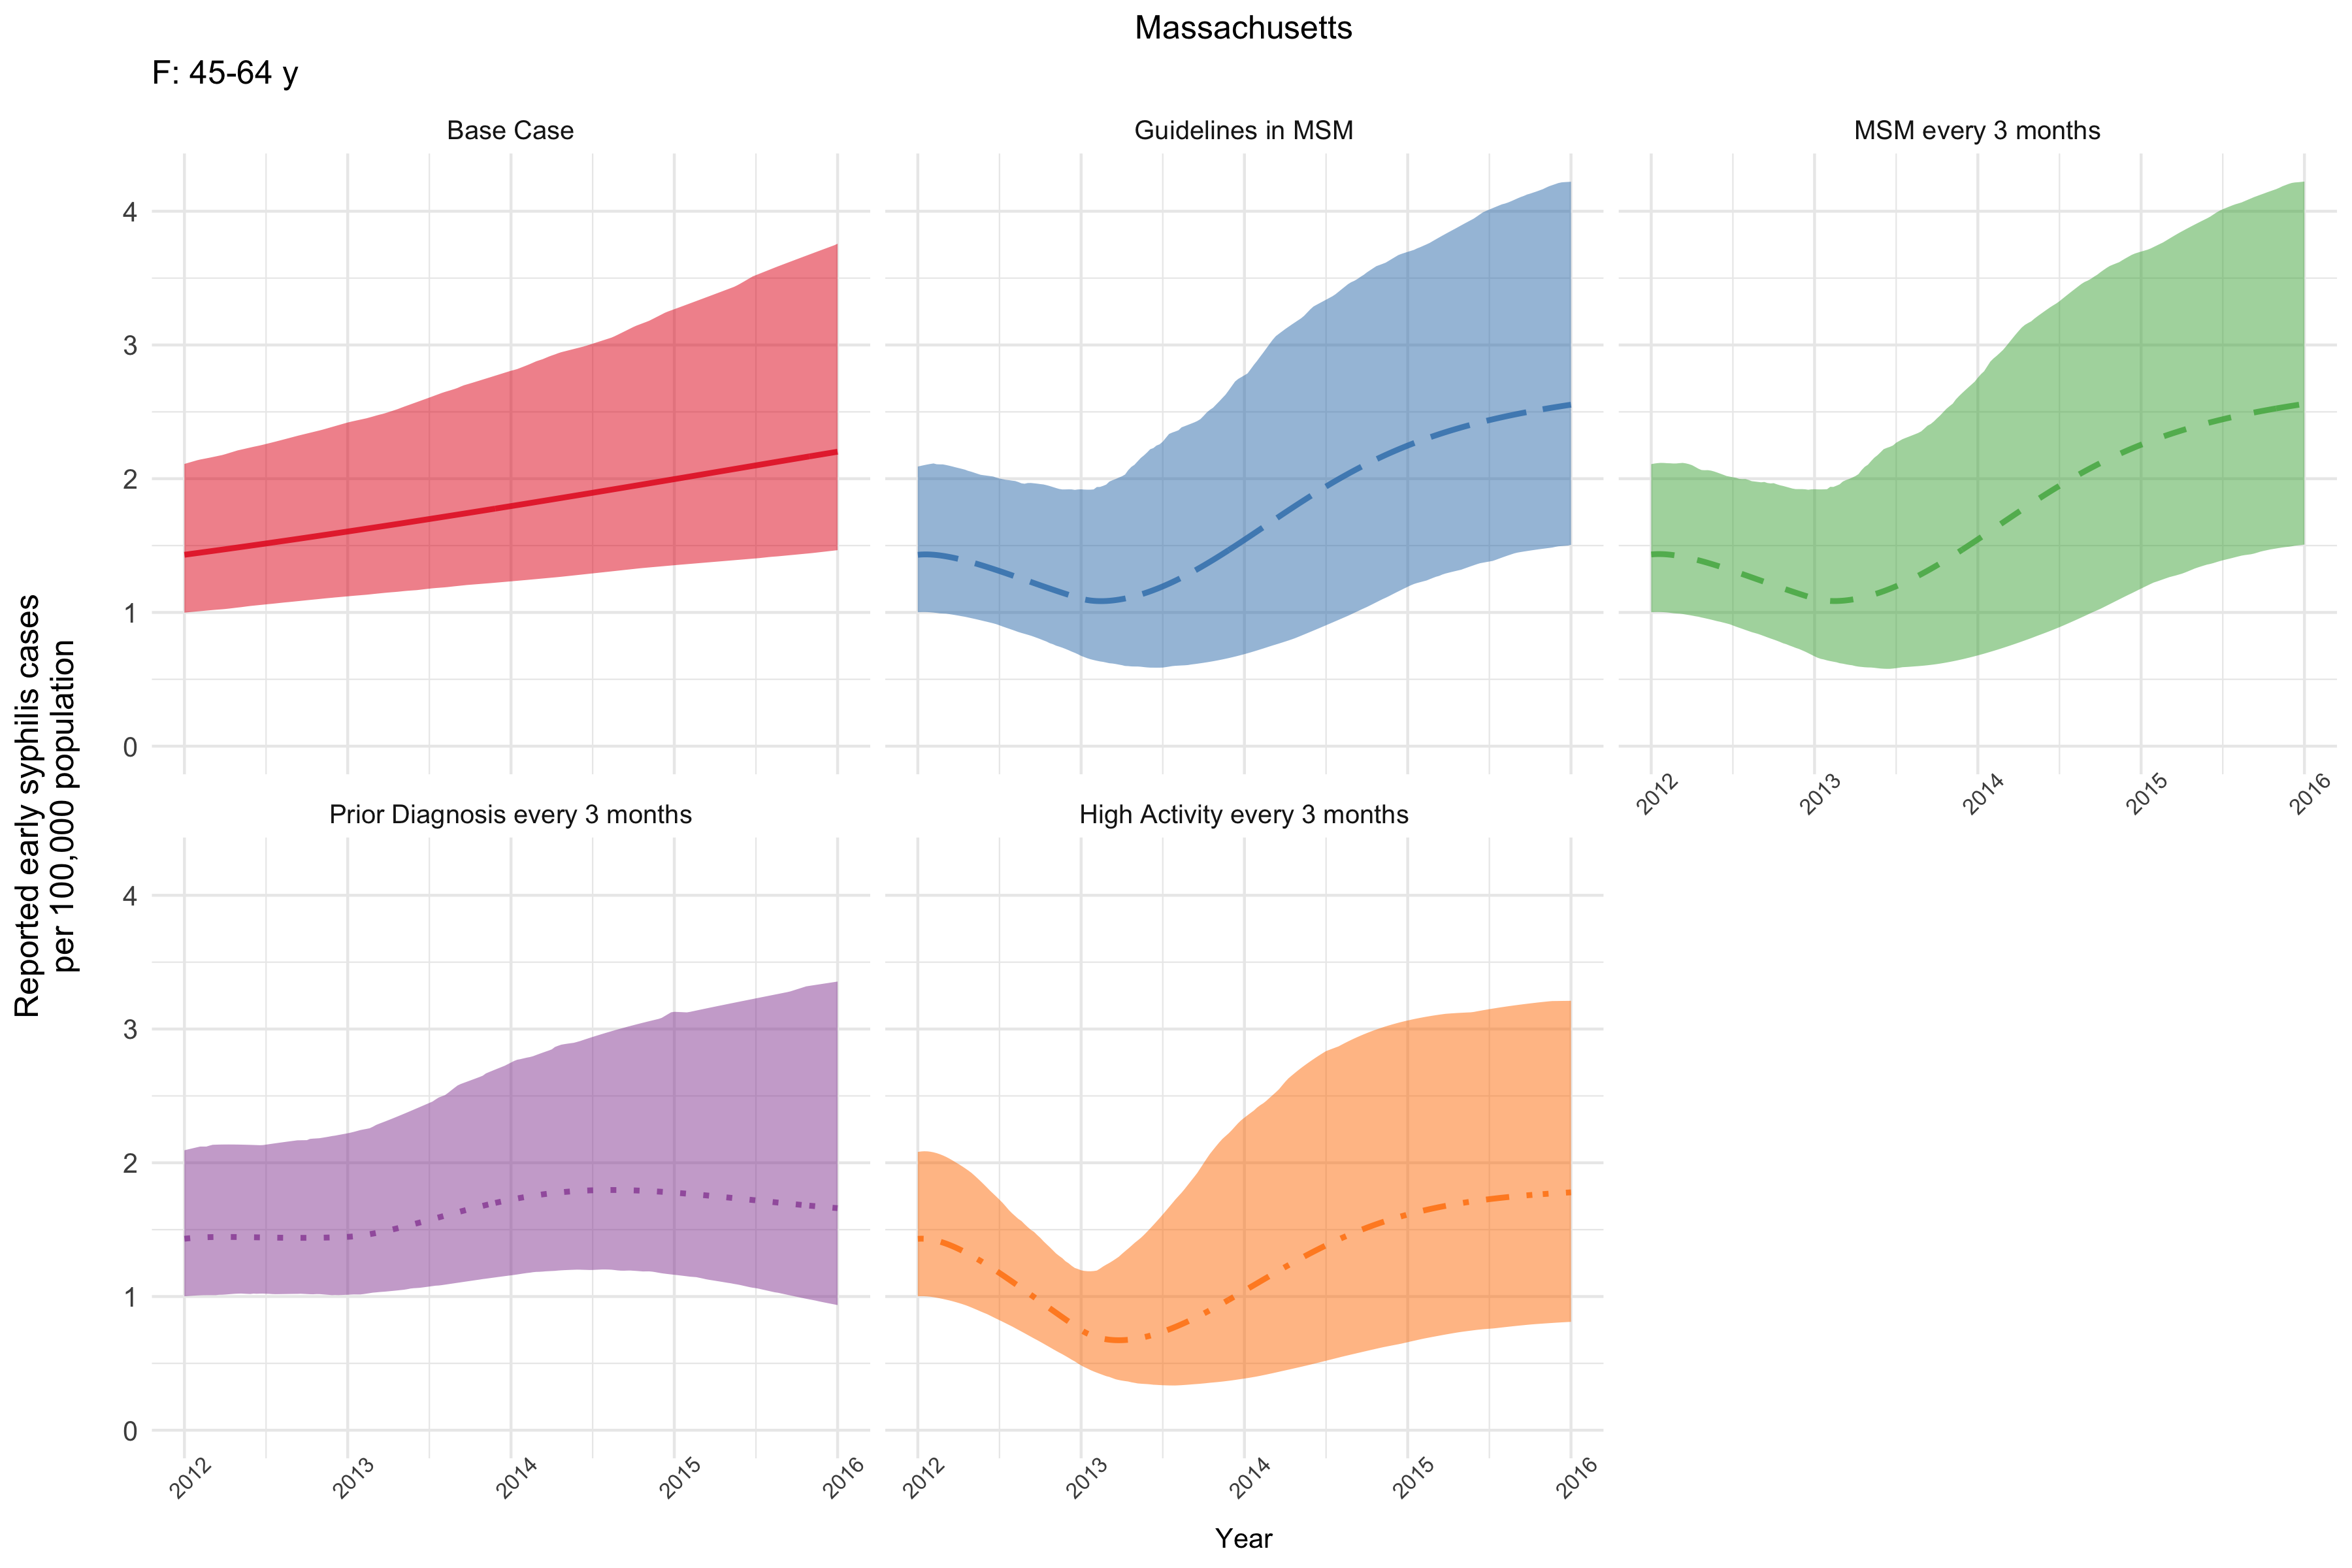 Massachusetts
F: 45-64 y
Base Case
Guidelines in MSM
MSM every 3 months
4
3
2
1
0
2012
2013
2014
2015
2016
Reported early syphilis cases
per 100,000 population
Prior Diagnosis every 3 months
High Activity every 3 months
4
3
2
1
0
2012
2013
2014
2015
2016
2012
2013
2014
2015
2016
Year